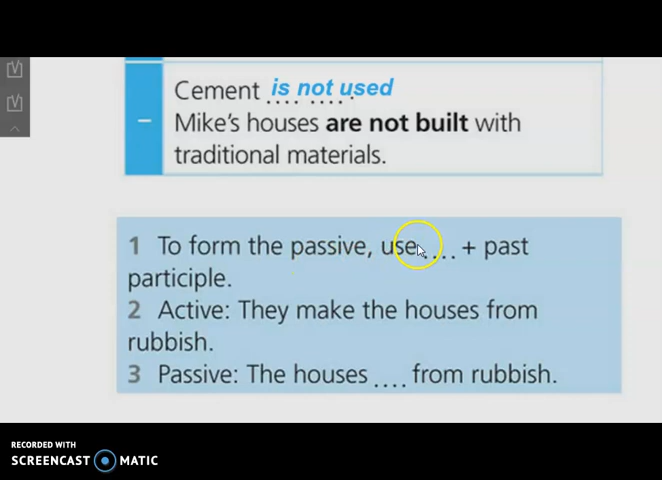 Cement is not used.
– Mike's houses are not built with
traditional materials.
1 To form the passive, use .... + past
participle.
2 Active: They make the houses from
rubbish.
3 Passive: The houses .... from rubbish.
RECORDED WITH
SCREENCAST MATIC